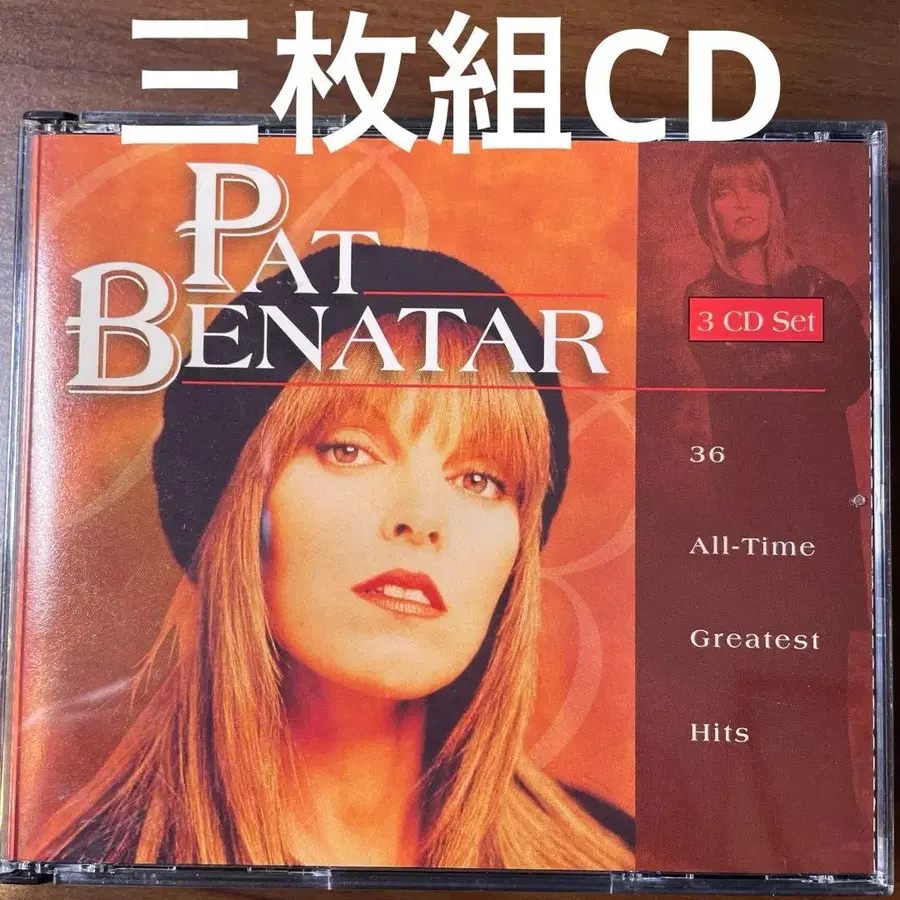 三枚組CD
PAT
BENATAR
3 CD Set
36
All-Time
Greatest
Hits